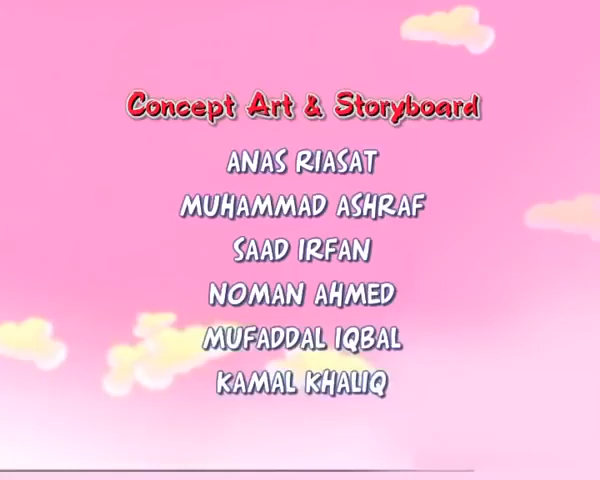 Concept Art & Storyboard
ANAS RIASAT
MUHAMMAD ASHRAF
SAAD IRFAN
NOMAN AHMED
MUFADDAL IQBAL
KAMAL KHALIQ